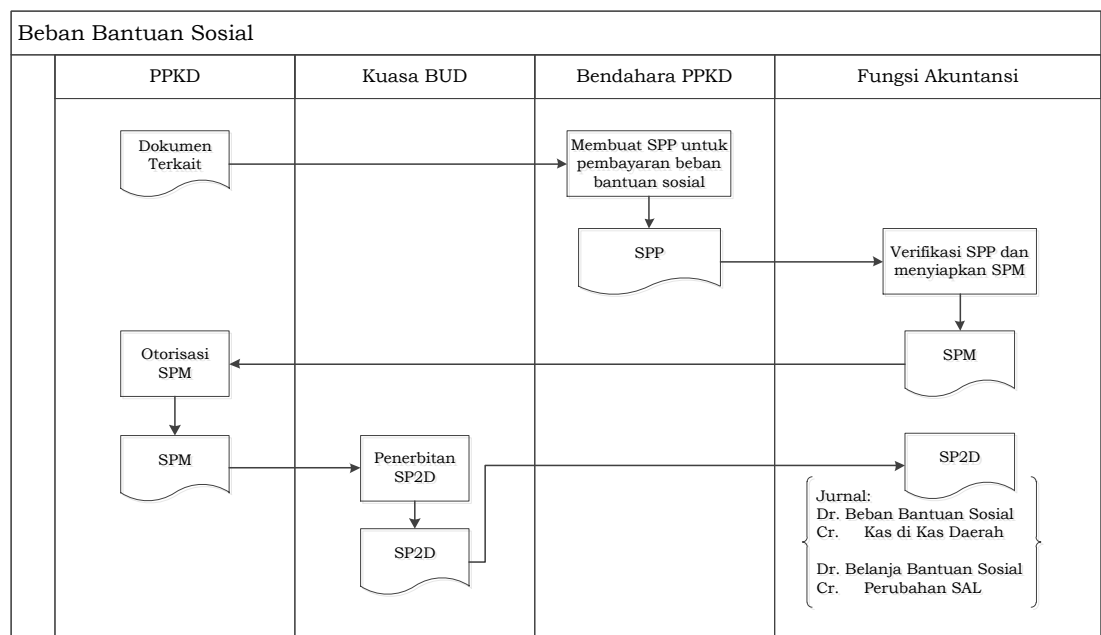 Beban Bantuan Sosial
PPKD
Kuasa BUD
Bendahara PPKD
Fungsi Akuntansi
Dokumen
Terkait
Membuat SPP untuk
pembayaran beban
bantuan sosial
SPP
Verifikasi SPP dan
menyiapkan SPM
SPM
Otorisasi
SPM
SPM
Penerbitan
SP2D
SP2D
SP2D
Jurnal:
Dr. Beban Bantuan Sosial
Cr. Kas di Kas Daerah
Dr. Belanja Bantuan Sosial
Cr. Perubahan SAL